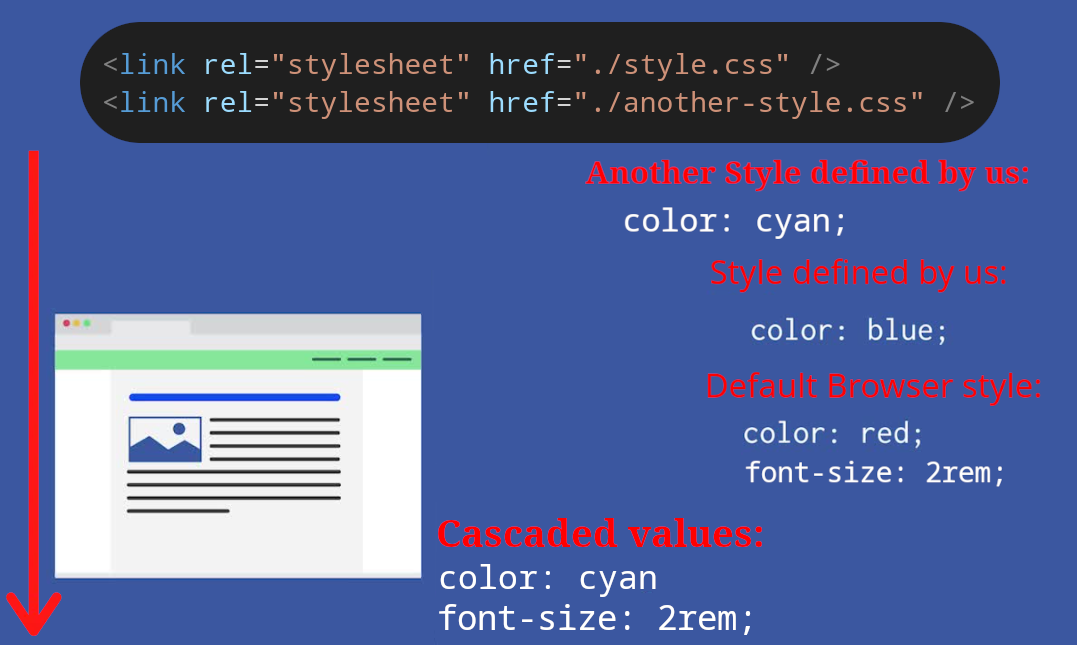 <link rel="stylesheet" href="./style.css" />
<link rel="stylesheet" href="./another-style.css" />
Another Style defined by us:
color: cyan;
Style defined by us:
color: blue;
Default Browser style:
color: red;
font-size: 2rem;
Cascaded values:
color: cyan
font-size: 2rem;